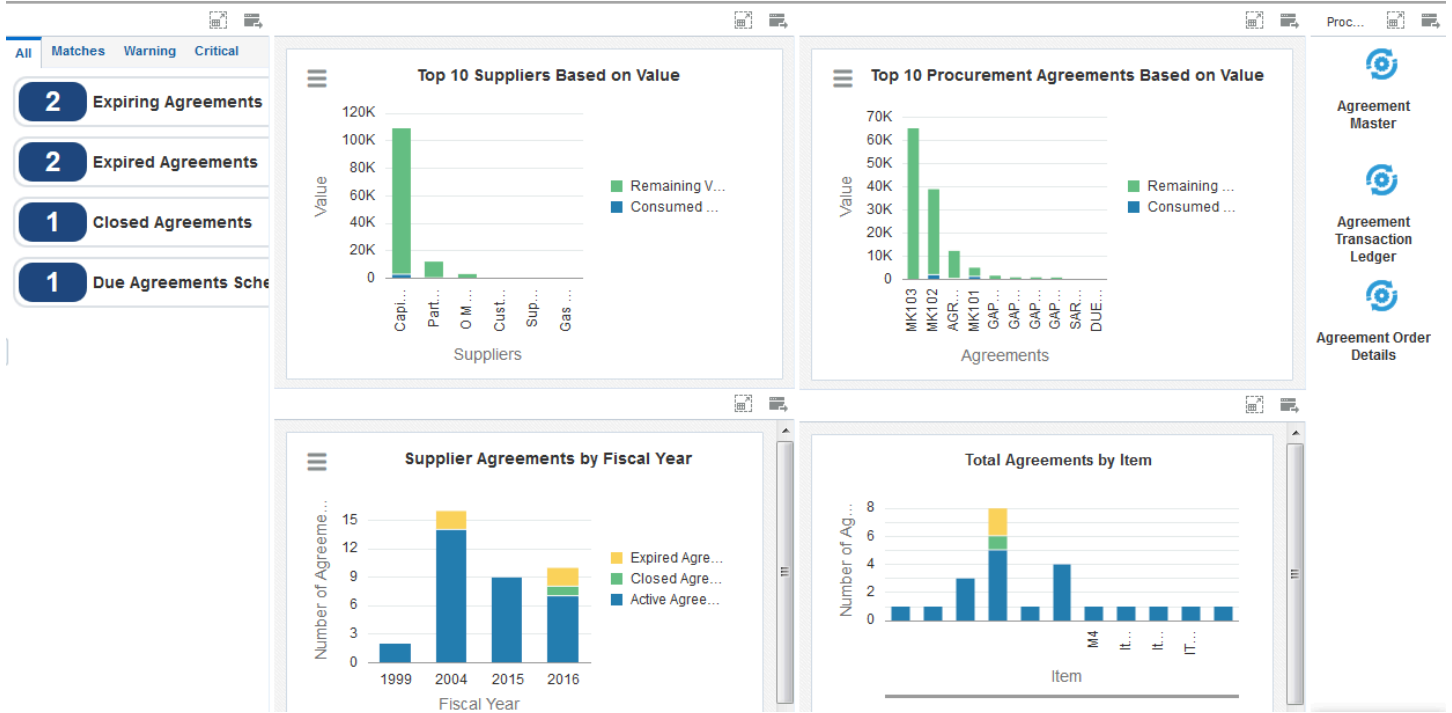 Proc...
All Matches Warning Critical
2 Expiring Agreements
2 Expired Agreements
1 Closed Agreements
1 Due Agreements Sche
Top 10 Suppliers Based on Value
120K
100K
80K
60K
40K
20K
0
Value
Capi...
Part...
O M ...
Cust...
Sup...
Gas ...
Suppliers
Remaining V...
Consumed ...
Top 10 Procurement Agreements Based on Value
70K
60K
50K
40K
30K
20K
10K
0
Value
MK103
MK102
AGR...
MK101
GAP...
GAP...
GAP...
GAP...
SAR...
DUE...
Agreements
Remaining ...
Consumed ...
Agreement
Master
Agreement
Transaction
Ledger
Agreement Order
Details
Supplier Agreements by Fiscal Year
15
12
9
6
3
0
Number of Agreeme...
1999 2004 2015 2016
Fiscal Year
Expired Agre...
Closed Agre...
Active Agree...
Total Agreements by Item
8
6
4
2
0
Number of Ag...
M4
It...
It...
IT...
Item